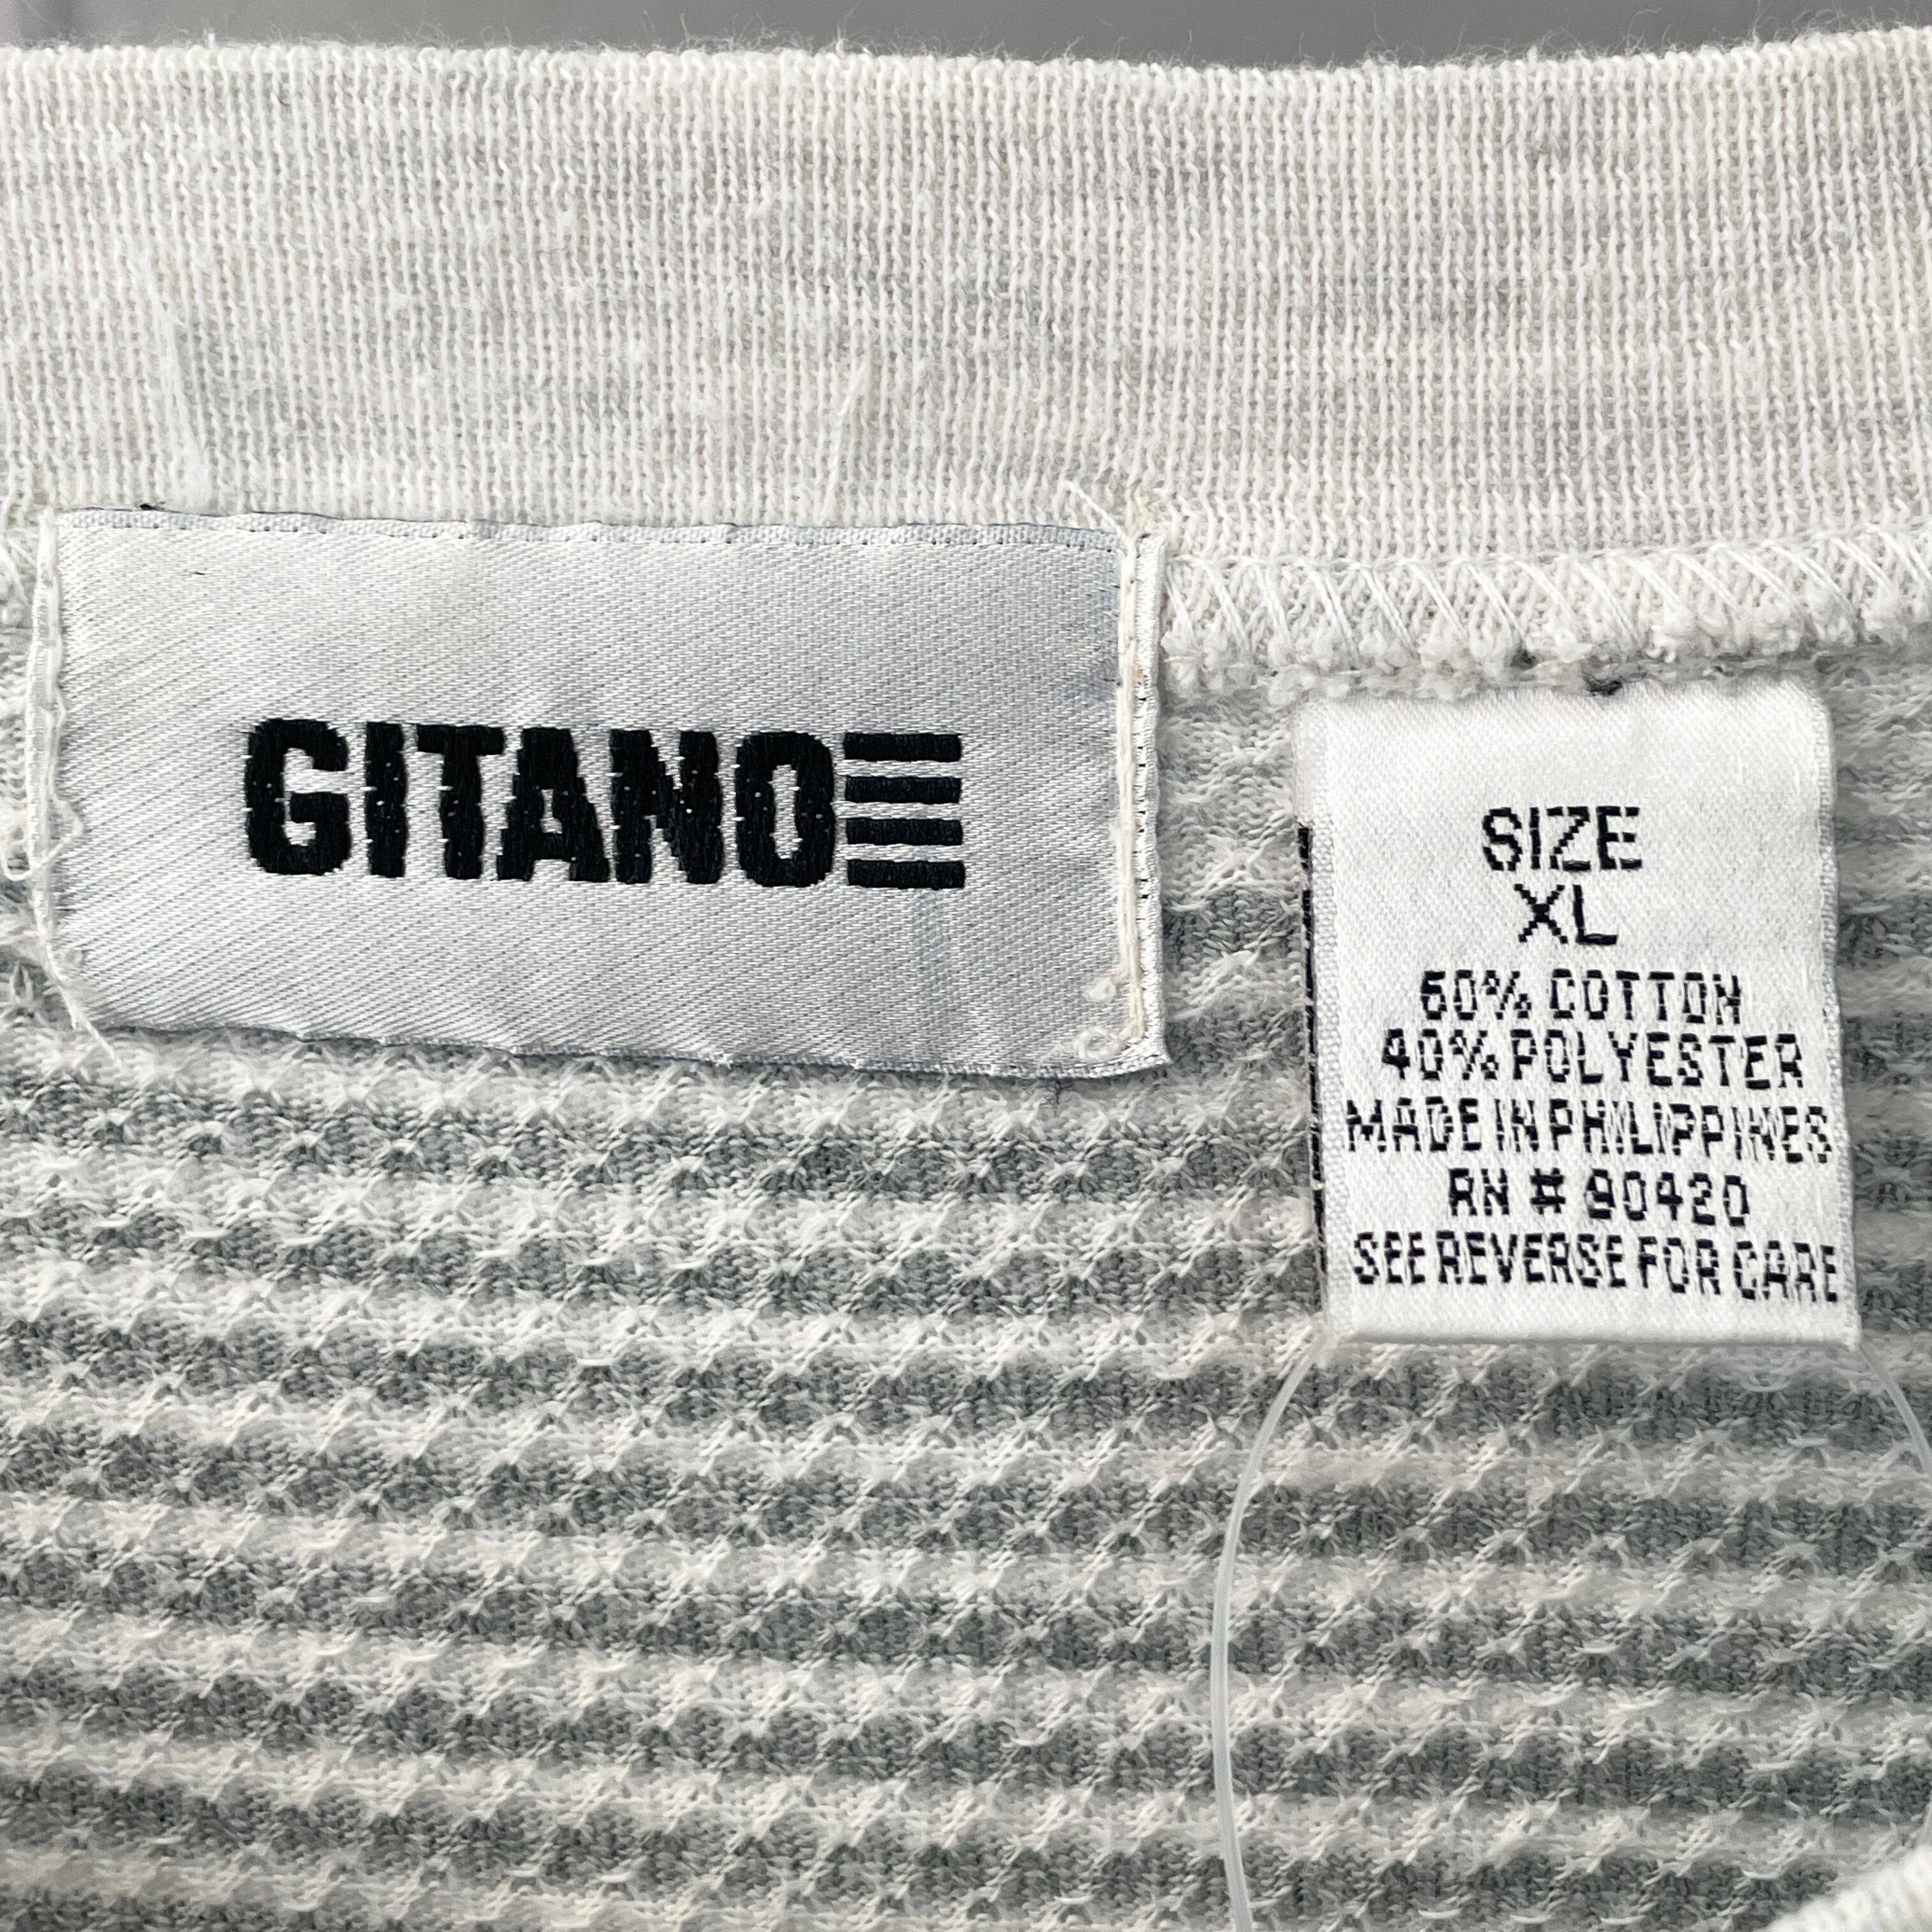 GITANO
SIZE
XL
60% COTTON
40% POLYESTER
MADE IN PHILIPPINES
RN # 90420
SEE REVERSE FOR CARE